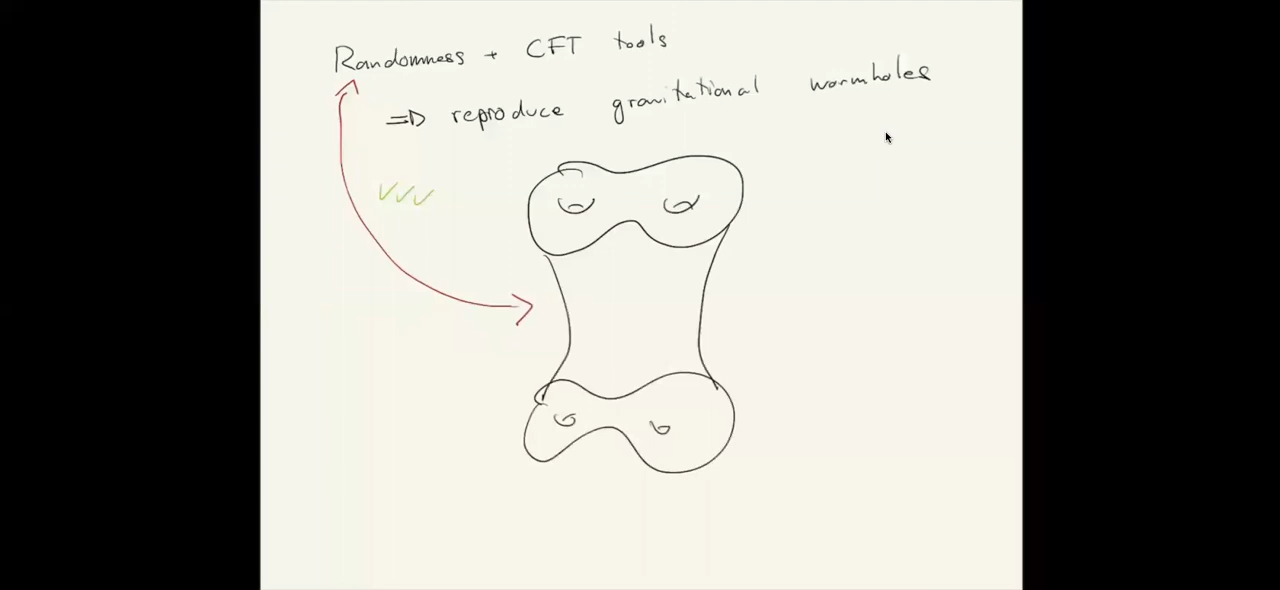 Randomness + CFT tools
⇒ reproduce gravitational wormholes